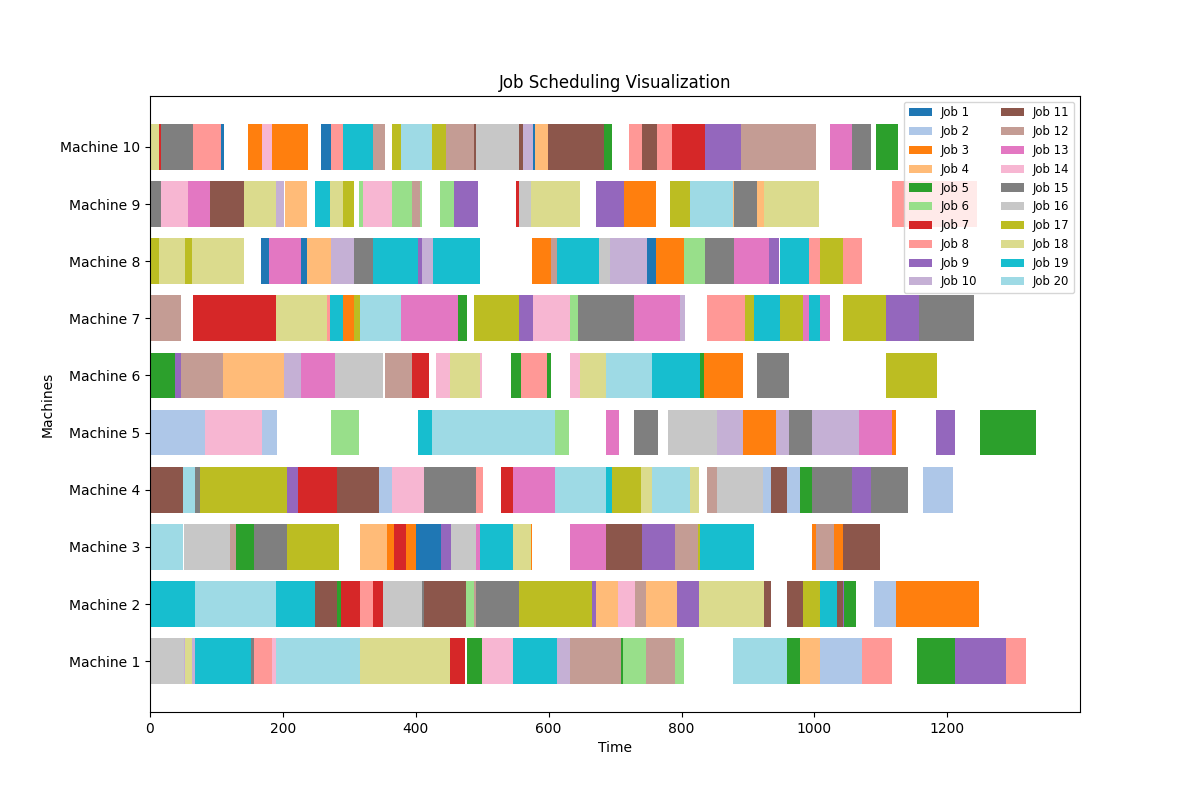 Job Scheduling Visualization
Machine 10
Machine 9
Machine 8
Machine 7
Machine 6
Machine 5
Machine 4
Machine 3
Machine 2
Machine 1
Machines
0 200 400 600 800 1000 1200
Time
Job 1
Job 2
Job 3
Job 4
Job 5
Job 6
Job 7
Job 8
Job 9
Job 10
Job 11
Job 12
Job 13
Job 14
Job 15
Job 16
Job 17
Job 18
Job 19
Job 20